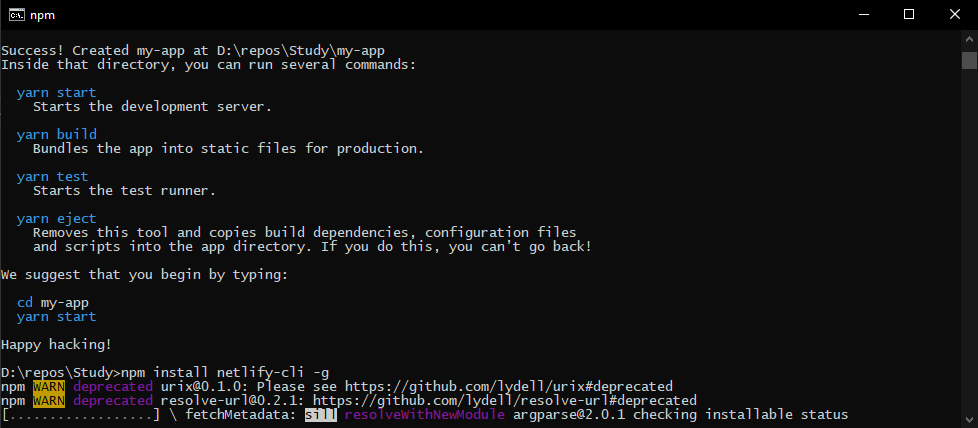 npm
Success! Created my-app at D:\repos\Study\my-app
Inside that directory, you can run several commands:
yarn start
Starts the development server.
yarn build
Bundles the app into static files for production.
yarn test
Starts the test runner.
yarn eject
Removes this tool and copies build dependencies, configuration files
and scripts into the app directory. If you do this, you can’t go back!
We suggest that you begin by typing:
cd my-app
yarn start
Happy hacking!
D:\repos\Study>npm install netlify-cli -g
npm WARN deprecated urix@0.1.0: Please see https://github.com/lydell/urix#deprecated
npm WARN deprecated resolve-url@0.2.1: https://github.com/lydell/resolve-url#deprecated
[..................] \ fetchMetadata: sill resolveWithNewModule argparse@2.0.1 checking installable status